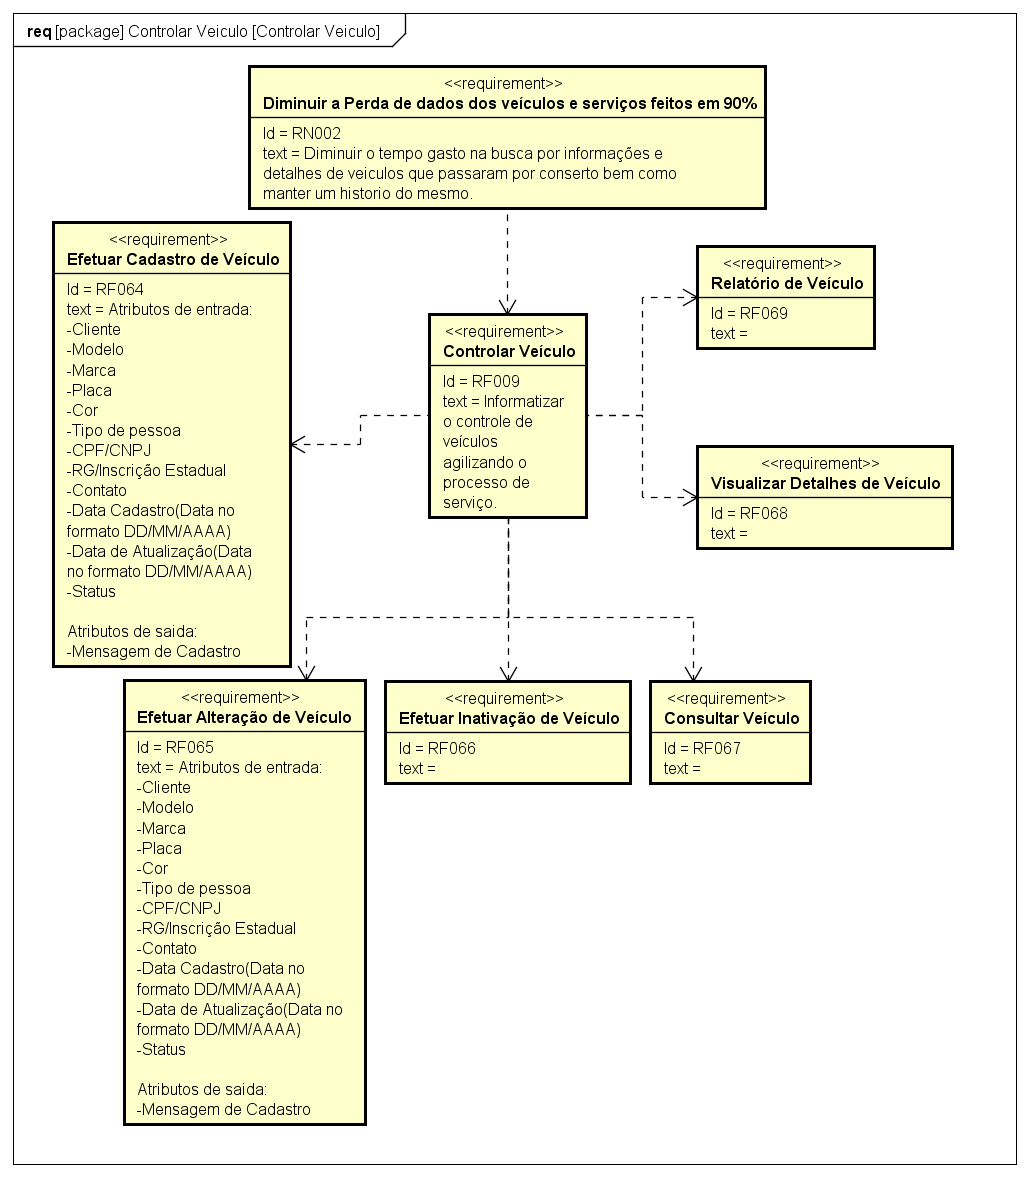 req [package] Controlar Veiculo [Controlar Veiculo]
<<requirement>>
Diminuir a Perda de dados dos veículos e serviços feitos em 90%
Id = RN002
text = Diminuir o tempo gasto na busca por informações e
detalhes de veiculos que passaram por conserto bem como
manter um historio do mesmo.
<<requirement>>
Efetuar Cadastro de Veículo
Id = RF064
text = Atributos de entrada:
-Cliente
-Modelo
-Marca
-Placa
-Cor
-Tipo de pessoa
-CPF/CNPJ
-RG/Inscrição Estadual
-Contato
-Data Cadastro(Data no
formato DD/MM/AAAA)
-Data de Atualização(Data
no formato DD/MM/AAAA)
-Status
Atributos de saida:
-Mensagem de Cadastro
<<requirement>>
Controlar Veículo
Id = RF009
text = Informatizar
o controle de
veículos
agilizando o
processo de
serviço.
<<requirement>>
Relatório de Veículo
Id = RF069
text =
<<requirement>>
Visualizar Detalhes de Veículo
Id = RF068
text =
<<requirement>>
Efetuar Alteração de Veículo
Id = RF065
text = Atributos de entrada:
-Cliente
-Modelo
-Marca
-Placa
-Cor
-Tipo de pessoa
-CPF/CNPJ
-RG/Inscrição Estadual
-Contato
-Data Cadastro(Data no
formato DD/MM/AAAA)
-Data de Atualização(Data no
formato DD/MM/AAAA)
-Status
Atributos de saida:
-Mensagem de Cadastro
<<requirement>>
Efetuar Inativação de Veículo
Id = RF066
text =
<<requirement>>
Consultar Veículo
Id = RF067
text =